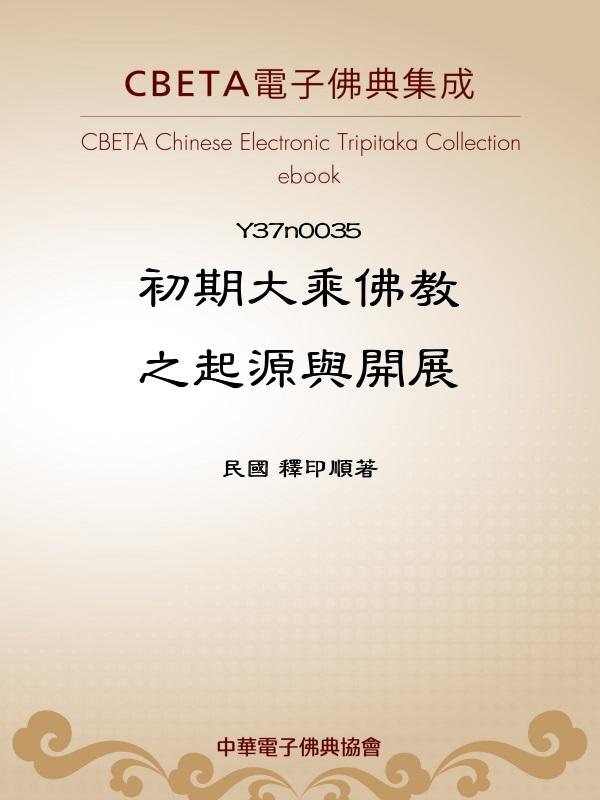 CBETA電子佛典集成
CBETA Chinese Electronic Tripitaka Collection
ebook
Y37n0035
初期大乘佛教
之起源與開展
民國 釋印順著
中華電子佛典協會